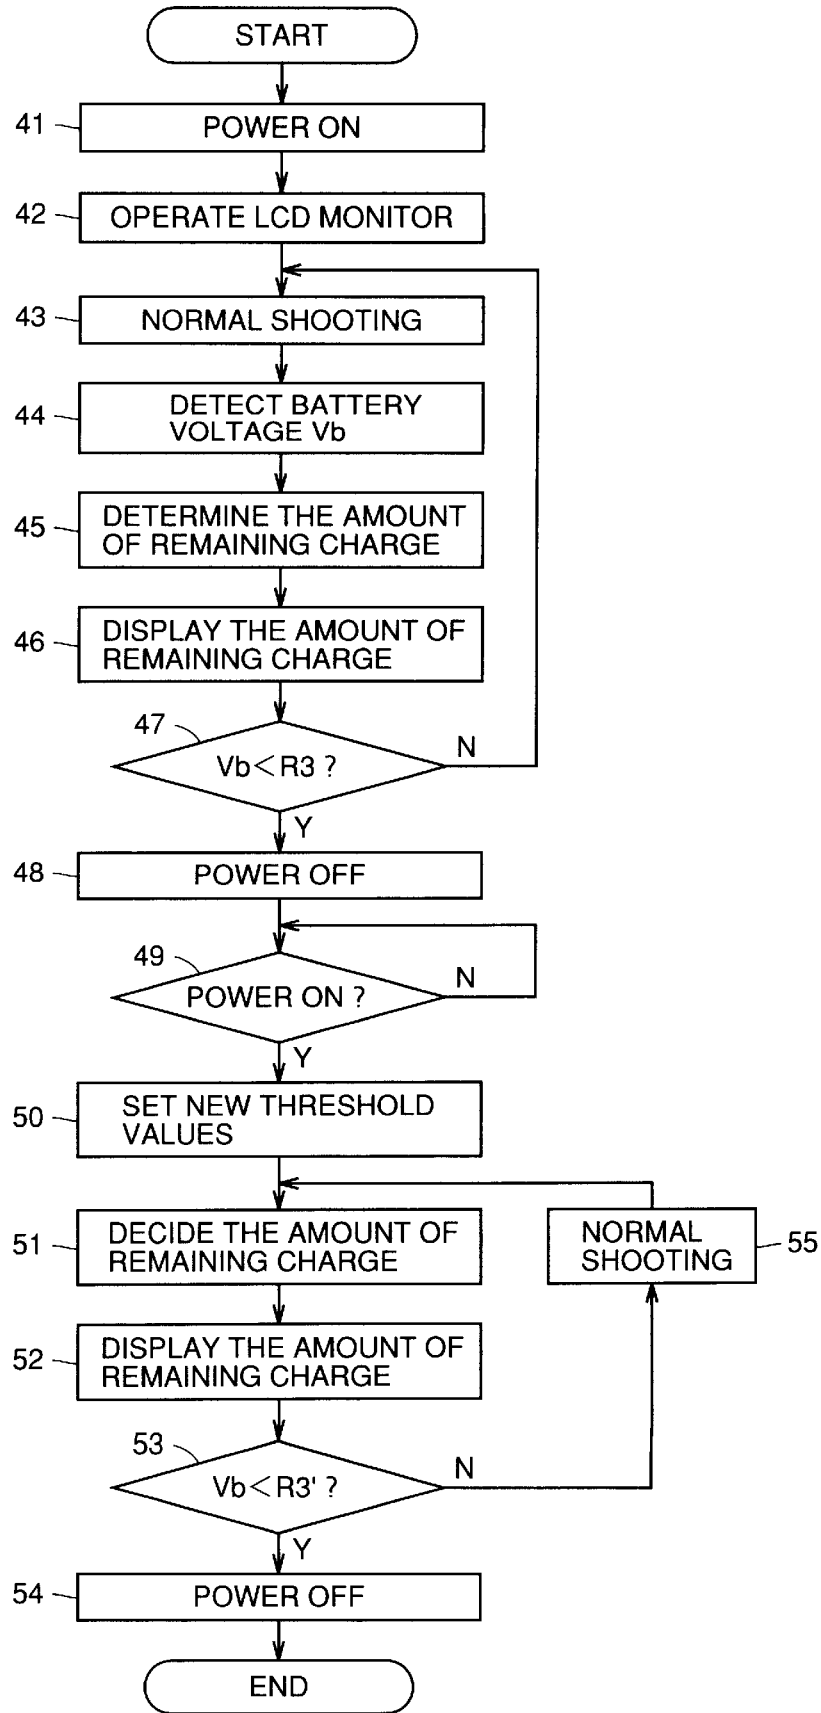 START
41
POWER ON
42
OPERATE LCD MONITOR
43
NORMAL SHOOTING
44
DETECT BATTERY
VOLTAGE Vb
45
DETERMINE THE AMOUNT
OF REMAINING CHARGE
46
DISPLAY THE AMOUNT OF
REMAINING CHARGE
47
Vb<R3 ?
N
Y
48
POWER OFF
49
POWER ON ?
N
Y
50
SET NEW THRESHOLD
VALUES
51
DECIDE THE AMOUNT OF
REMAINING CHARGE
NORMAL
SHOOTING
55
52
DISPLAY THE AMOUNT OF
REMAINING CHARGE
53
Vb<R3' ?
N
Y
54
POWER OFF
END